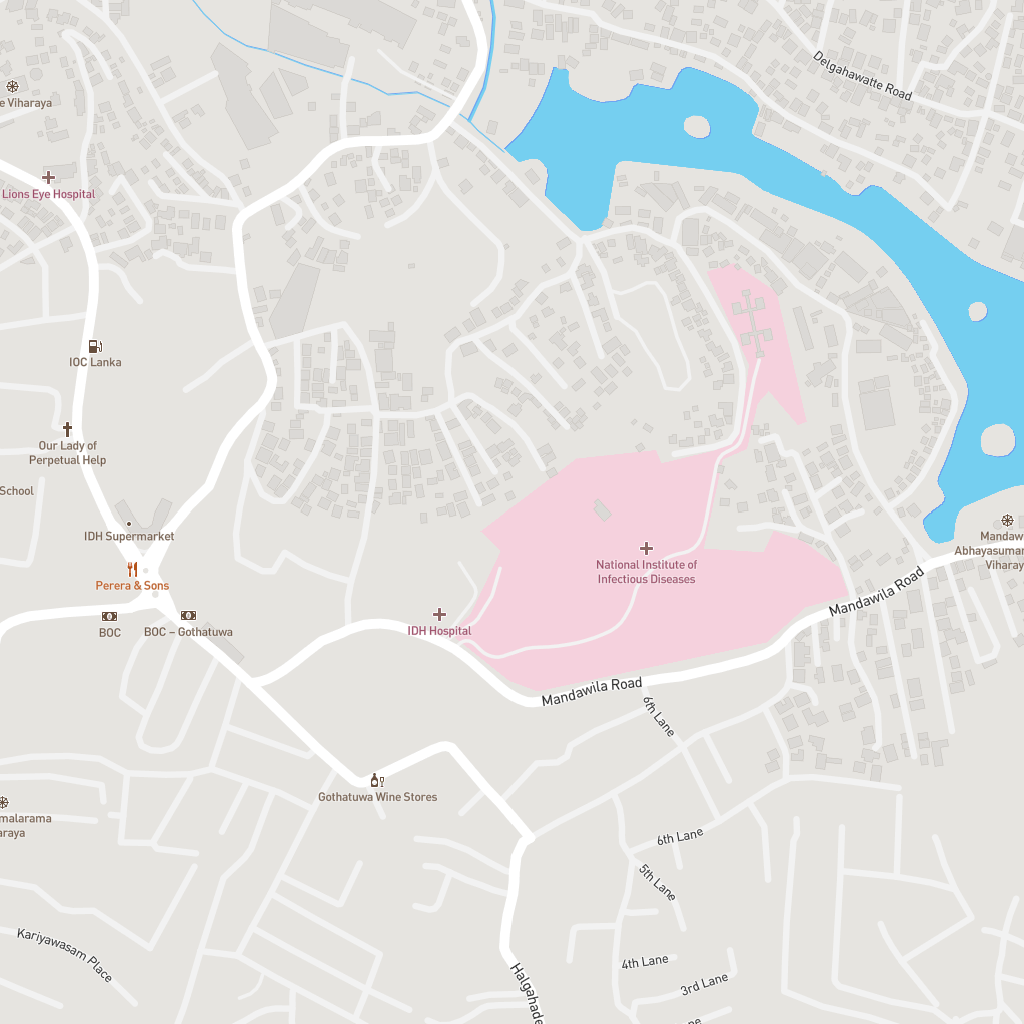 Delgahawatte Road
e Viharaya
Lions Eye Hospital
IOC Lanka
Our Lady of
Perpetual Help
School
IDH Supermarket
Perera & Sons
BOC
BOC – Gothatuwa
IDH Hospital
National Institute of
Infectious Diseases
Mandaw
Abhayasumar
Viharay
Mandawila Road
Mandawila Road
6th Lane
Gothatuwa Wine Stores
malarama
araya
6th Lane
5th Lane
4th Lane
3rd Lane
ne
Kariyawasam Place
Halgahade